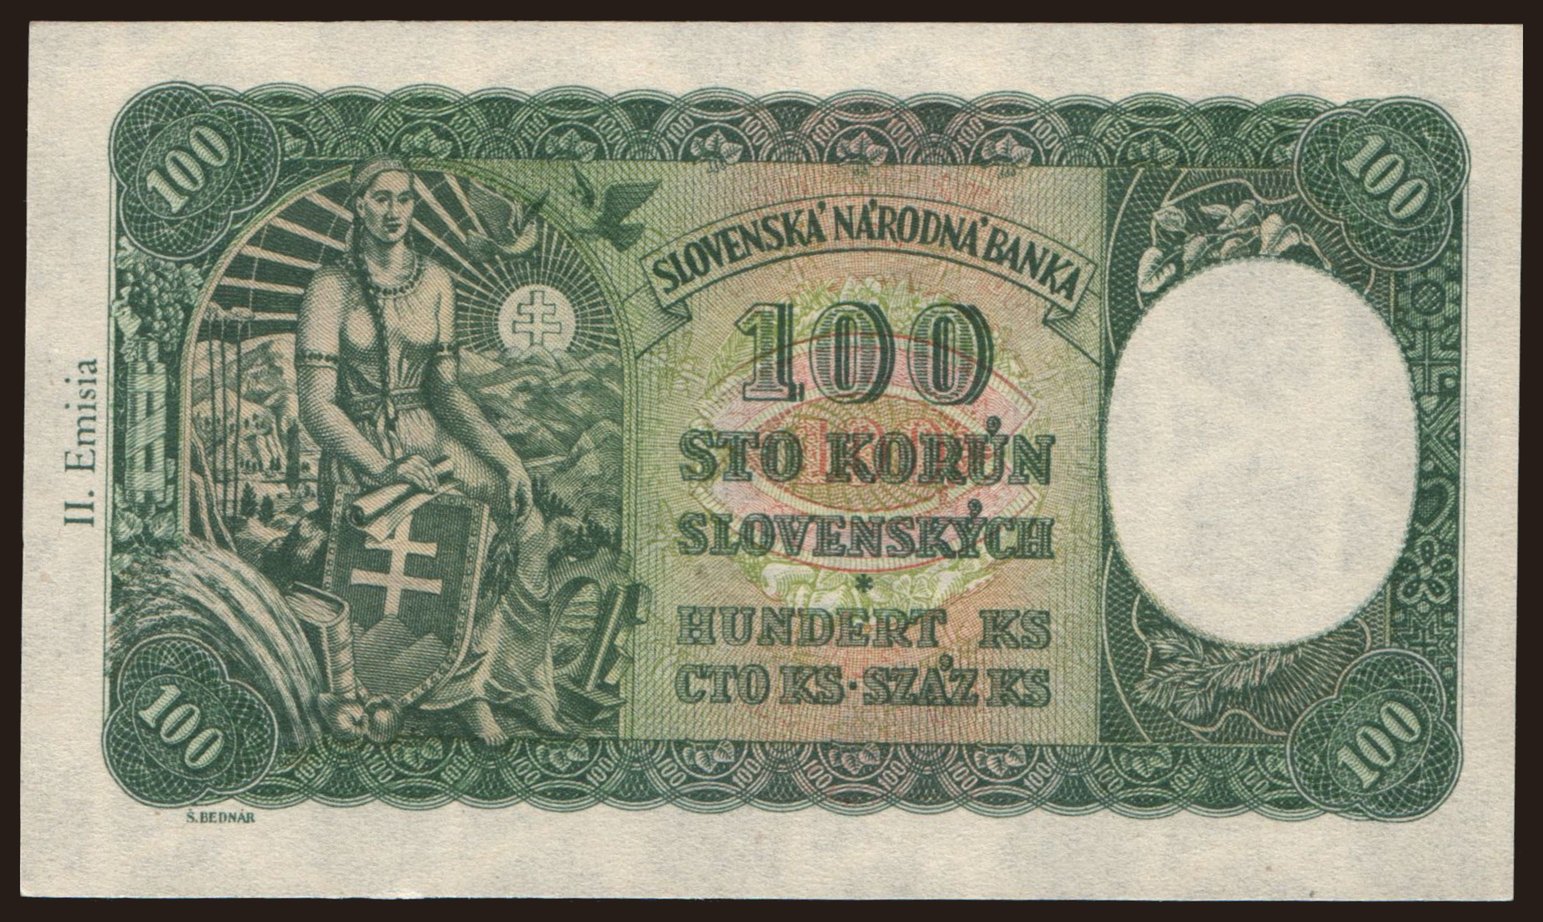 100
100
SLOVENSKÁ NÁRODNÁ BANKA
100
STO KORÚN
SLOVENSKÝCH
*
HUNDERT KS
СТО KS·SZÁZ KS
II. Emisia
100
100
Š. BEDNÁR